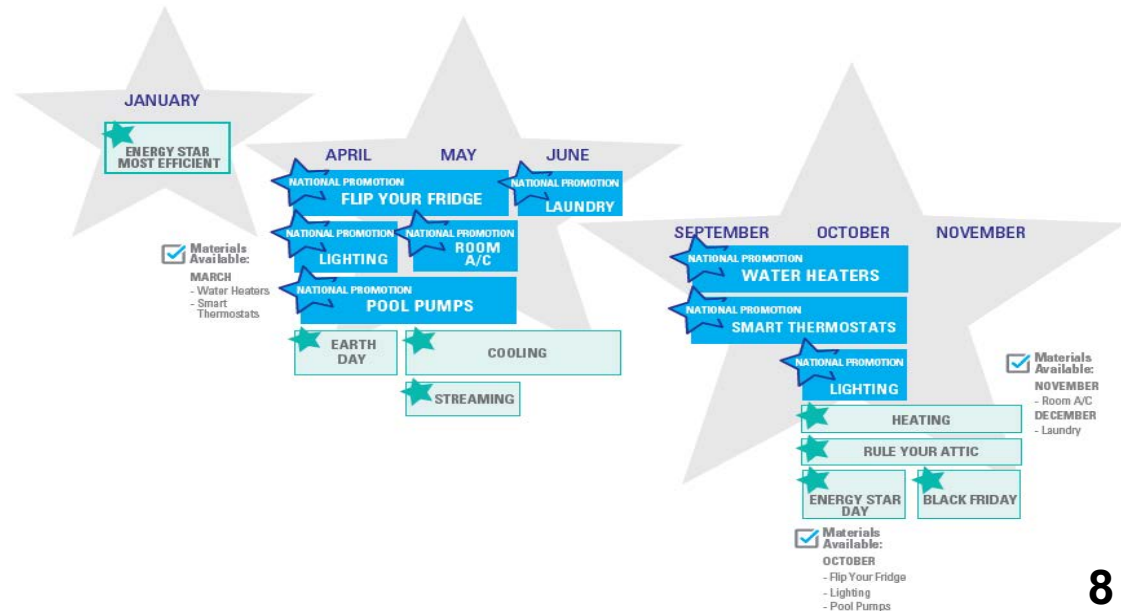 JANUARY
ENERGY STAR
MOST EFFICIENT
APRIL MAY JUNE
NATIONAL PROMOTION
FLIP YOUR FRIDGE
NATIONAL PROMOTION
LAUNDRY
NATIONAL PROMOTION
LIGHTING
NATIONAL PROMOTION
ROOM
A/C
NATIONAL PROMOTION
POOL PUMPS
EARTH
DAY
COOLING
STREAMING
Materials
Available:
MARCH
- Water Heaters
- Smart
Thermostats
SEPTEMBER OCTOBER NOVEMBER
NATIONAL PROMOTION
WATER HEATERS
NATIONAL PROMOTION
SMART THERMOSTATS
NATIONAL PROMOTION
LIGHTING
HEATING
RULE YOUR ATTIC
ENERGY STAR
DAY
BLACK FRIDAY
Materials
Available:
NOVEMBER
- Room A/C
DECEMBER
- Laundry
Materials
Available:
OCTOBER
- Flip Your Fridge
- Lighting
- Pool Pumps
8